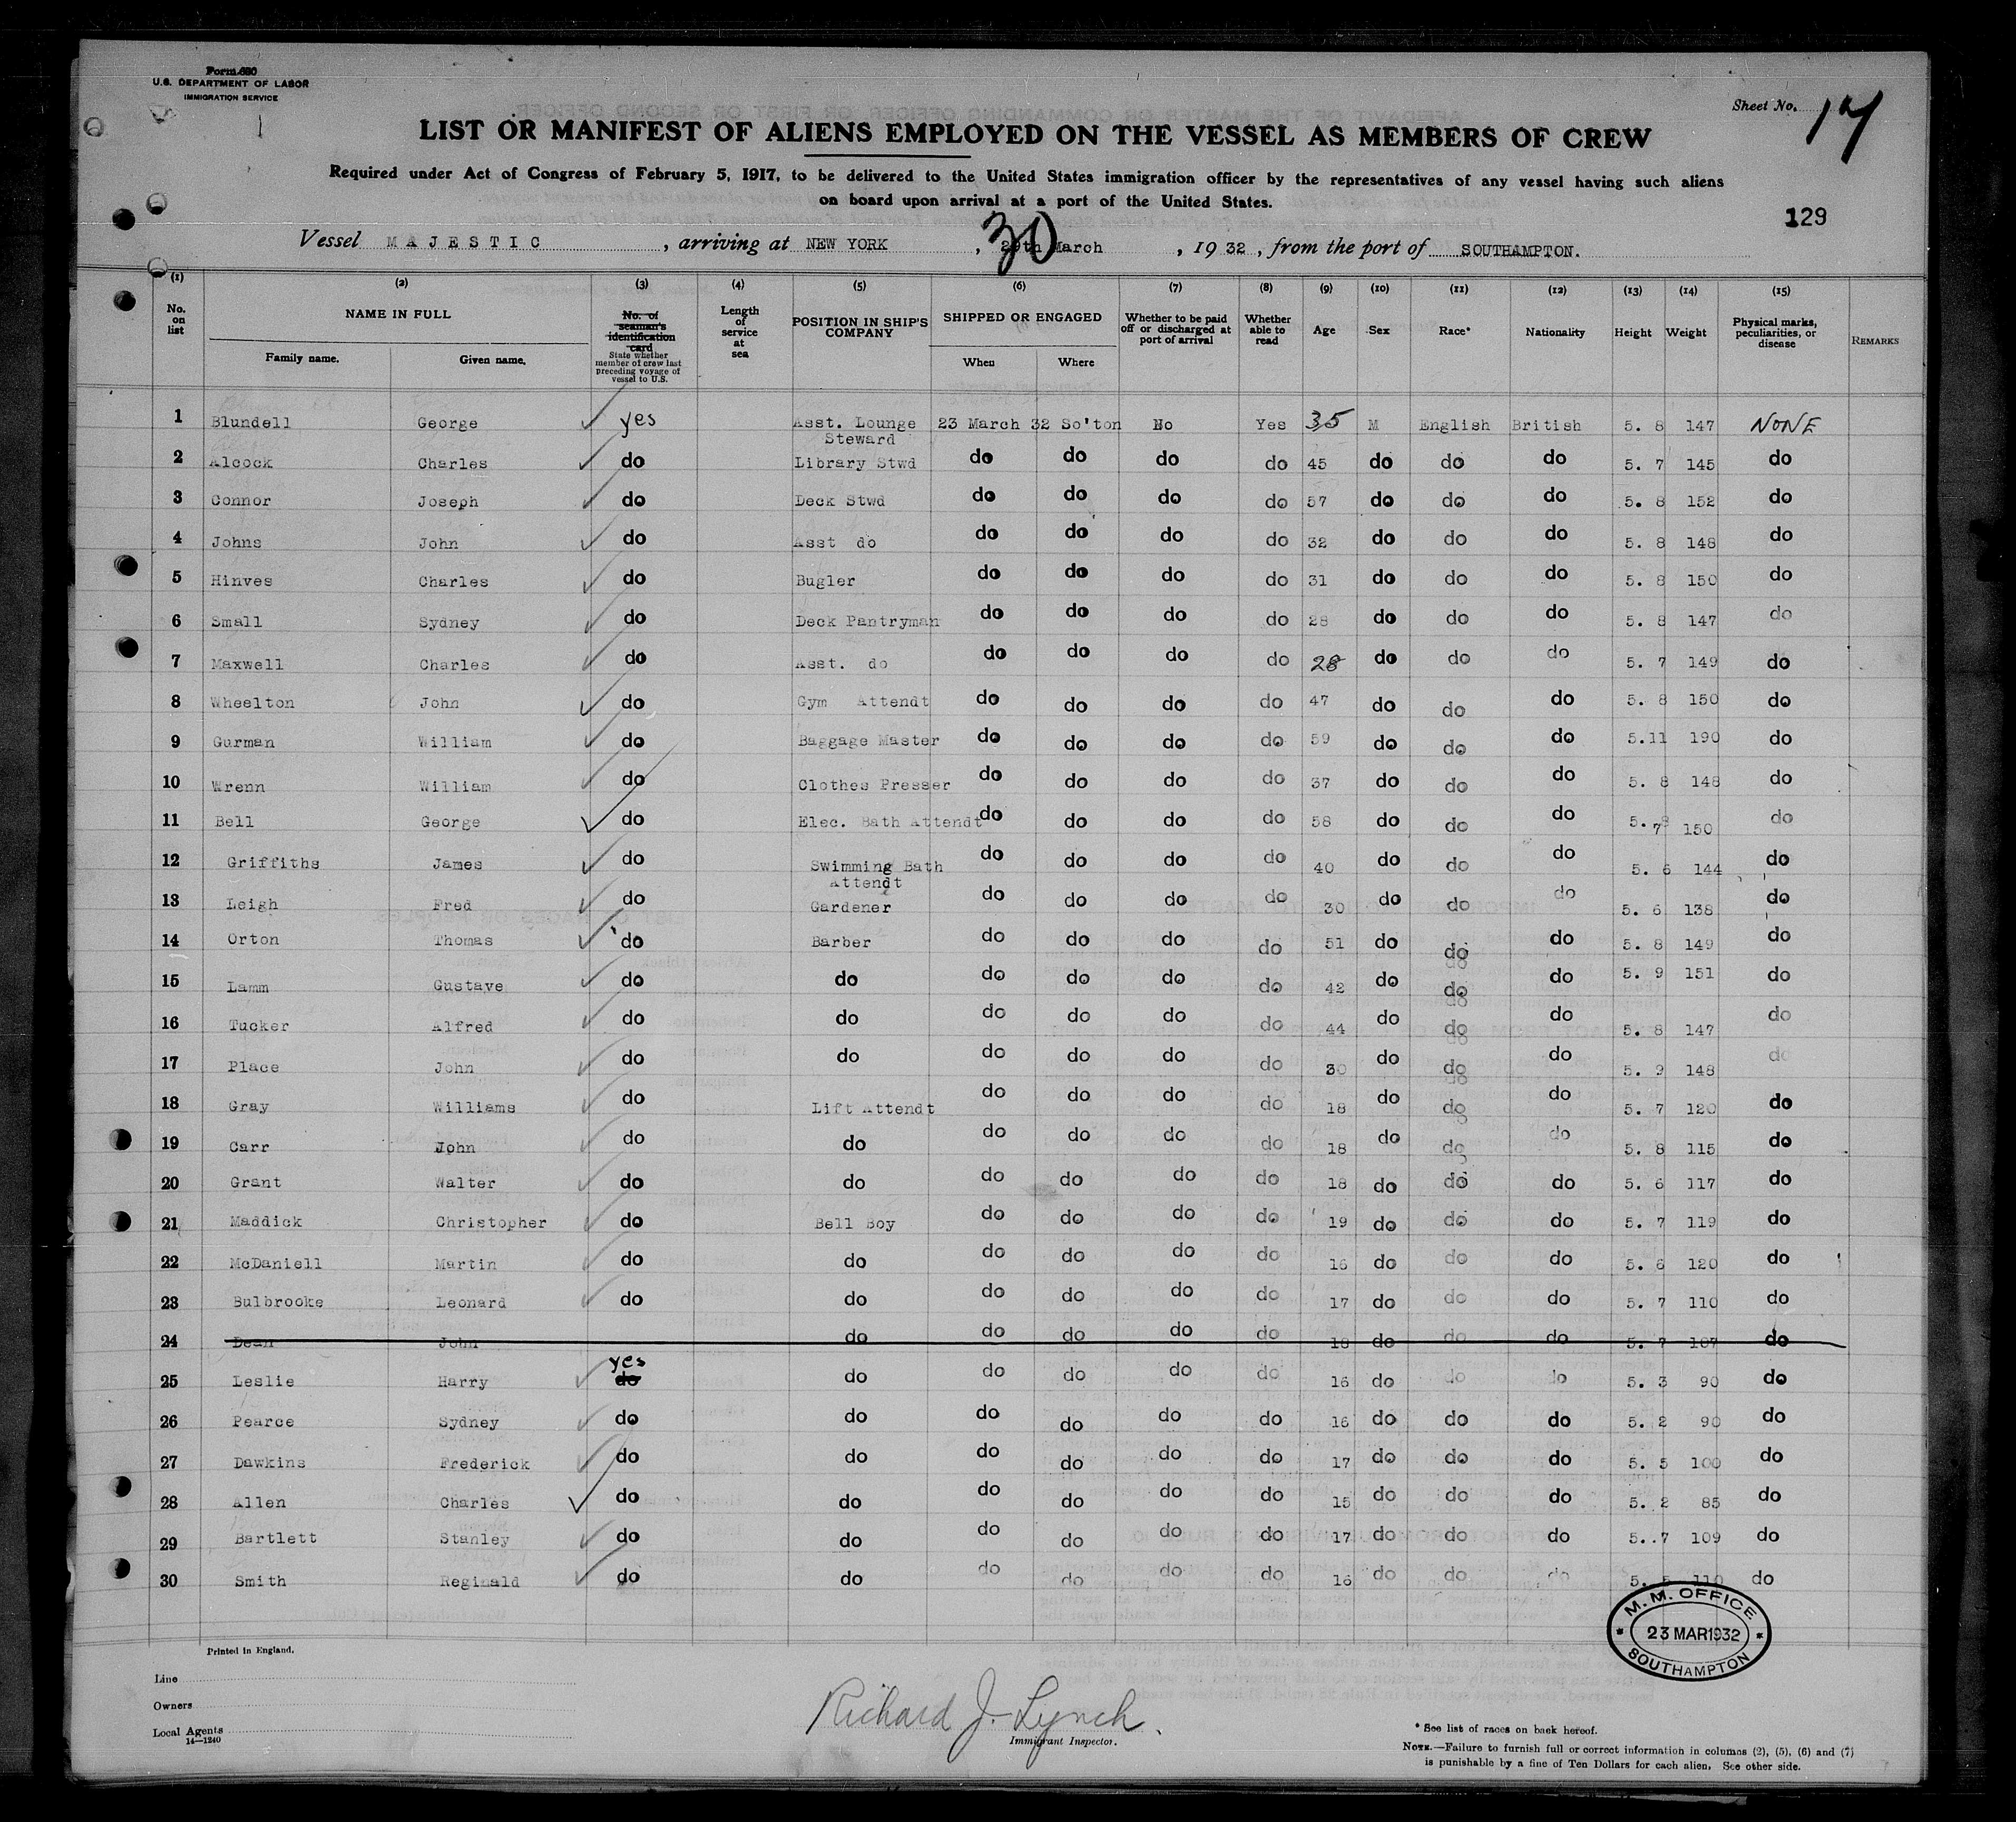 Form 680
U.S. DEPARTMENT OF LABOR
IMMIGRATION SERVICE
Sheet No. 17
LIST OR MANIFEST OF ALIENS EMPLOYED ON THE VESSEL AS MEMBERS OF CREW
Required under Act of Congress of February 5, 1917, to be delivered to the United States immigration officer by the representatives of any vessel having such aliens
on board upon arrival at a port of the United States.
129
Vessel MAJESTIC, arriving at NEW YORK, 30 29th March, 1932, from the port of SOUTHAMPTON.
(1) (2) (3) (4) (5) (6) (7) (8) (9) (10) (11) (12) (13) (14) (15)
No. on list NAME IN FULL Family name. Given name. No. of seaman's identification card State whether member of crew last preceding voyage of vessel to U.S. Length of service at sea POSITION IN SHIP'S COMPANY SHIPPED OR ENGAGED When Where Whether to be paid off or discharged at port of arrival Whether able to read Age Sex Race* Nationality Height Weight Physical marks, peculiarities, or disease REMARKS
1 Blundell George yes Asst. Lounge Steward 23 March 32 So'ton No Yes 35 M English British 5. 8 147 NONE
2 Alcock Charles do Library Stwd do do do do 45 do do do 5. 7 145 do
3 Connor Joseph do Deck Stwd do do do do 57 do do do 5. 8 152 do
4 Johns John do Asst do do do do do 32 do do do 5. 8 148 do
5 Hinves Charles do Bugler do do do do 31 do do do 5. 8 150 do
6 Small Sydney do Deck Pantryman do do do do 28 do do do 5. 8 147 do
7 Maxwell Charles do Asst. do do do do do 28 do do do 5. 7 149 do
8 Wheelton John do Gym Attendt do do do do 47 do do do 5. 8 150 do
9 Gurman William do Baggage Master do do do do 59 do do do 5.11 190 do
10 Wrenn William do Clothes Presser do do do do 37 do do do 5. 8 148 do
11 Bell George do Elec. Bath Attendt do do do do 58 do do do 5. 7 150 do
12 Griffiths James do Swimming Bath Attendt do do do do 40 do do do 5. 6 144 do
13 Leigh Fred do Gardener do do do do 30 do do do 5. 6 138 do
14 Orton Thomas do Barber do do do do 51 do do do 5. 8 149 do
15 Lamm Gustave do do do do do do 42 do do do 5. 9 151 do
16 Tucker Alfred do do do do do do 44 do do do 5. 8 147 do
17 Place John do do do do do do 30 do do do 5. 9 148 do
18 Gray Williams do Lift Attendt do do do do 18 do do do 5. 7 120 do
19 Carr John do do do do do do 18 do do do 5. 8 115 do
20 Grant Walter do do do do do do 18 do do do 5. 6 117 do
21 Maddick Christopher do Bell Boy do do do do 19 do do do 5. 7 119 do
22 McDaniell Martin do do do do do do 16 do do do 5. 6 120 do
23 Bulbrooke Leonard do do do do do do 17 do do do 5. 7 110 do
24 Dean John do do do do do 18 do do do 5. 7 107 do
25 Leslie Harry yes do do do do do do 16 do do do 5. 3 90 do
26 Pearce Sydney do do do do do do 16 do do do 5. 2 90 do
27 Dawkins Frederick do do do do do do 17 do do do 5. 5 100 do
28 Allen Charles do do do do do do 15 do do do 5. 2 85 do
29 Bartlett Stanley do do do do do do 17 do do do 5..7 109 do
30 Smith Reginald do do do do do do 16 do do do 5. 5 110 do
M. M. OFFICE
* 23 MAR 1932 *
SOUTHAMPTON
Printed in England.
Line
Owners
Local Agents
14—1240
Richard J. Lynch.
Immigrant Inspector.
* See list of races on back hereof.
NOTE.—Failure to furnish full or correct information in columns (2), (5), (6) and (7)
is punishable by a fine of Ten Dollars for each alien. See other side.